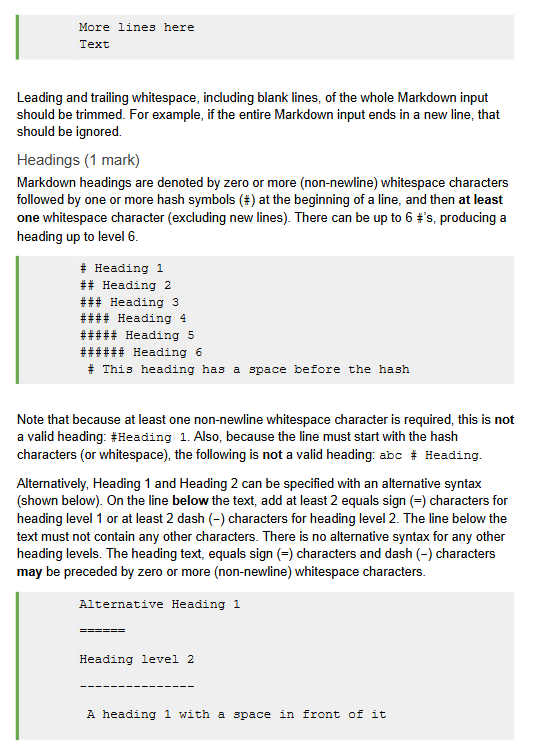 More lines here
Text
Leading and trailing whitespace, including blank lines, of the whole Markdown input
should be trimmed. For example, if the entire Markdown input ends in a new line, that
should be ignored.
Headings (1 mark)
Markdown headings are denoted by zero or more (non-newline) whitespace characters
followed by one or more hash symbols (#) at the beginning of a line, and then at least
one whitespace character (excluding new lines). There can be up to 6 #'s, producing a
heading up to level 6.
# Heading 1
## Heading 2
### Heading 3
#### Heading 4
##### Heading 5
###### Heading 6
# This heading has a space before the hash
Note that because at least one non-newline whitespace character is required, this is not
a valid heading: #Heading 1. Also, because the line must start with the hash
characters (or whitespace), the following is not a valid heading: abc # Heading.
Alternatively, Heading 1 and Heading 2 can be specified with an alternative syntax
(shown below). On the line below the text, add at least 2 equals sign (=) characters for
heading level 1 or at least 2 dash (-) characters for heading level 2. The line below the
text must not contain any other characters. There is no alternative syntax for any other
heading levels. The heading text, equals sign (=) characters and dash (-) characters
may be preceded by zero or more (non-newline) whitespace characters.
Alternative Heading 1
======
Heading level 2
---------------
A heading 1 with a space in front of it